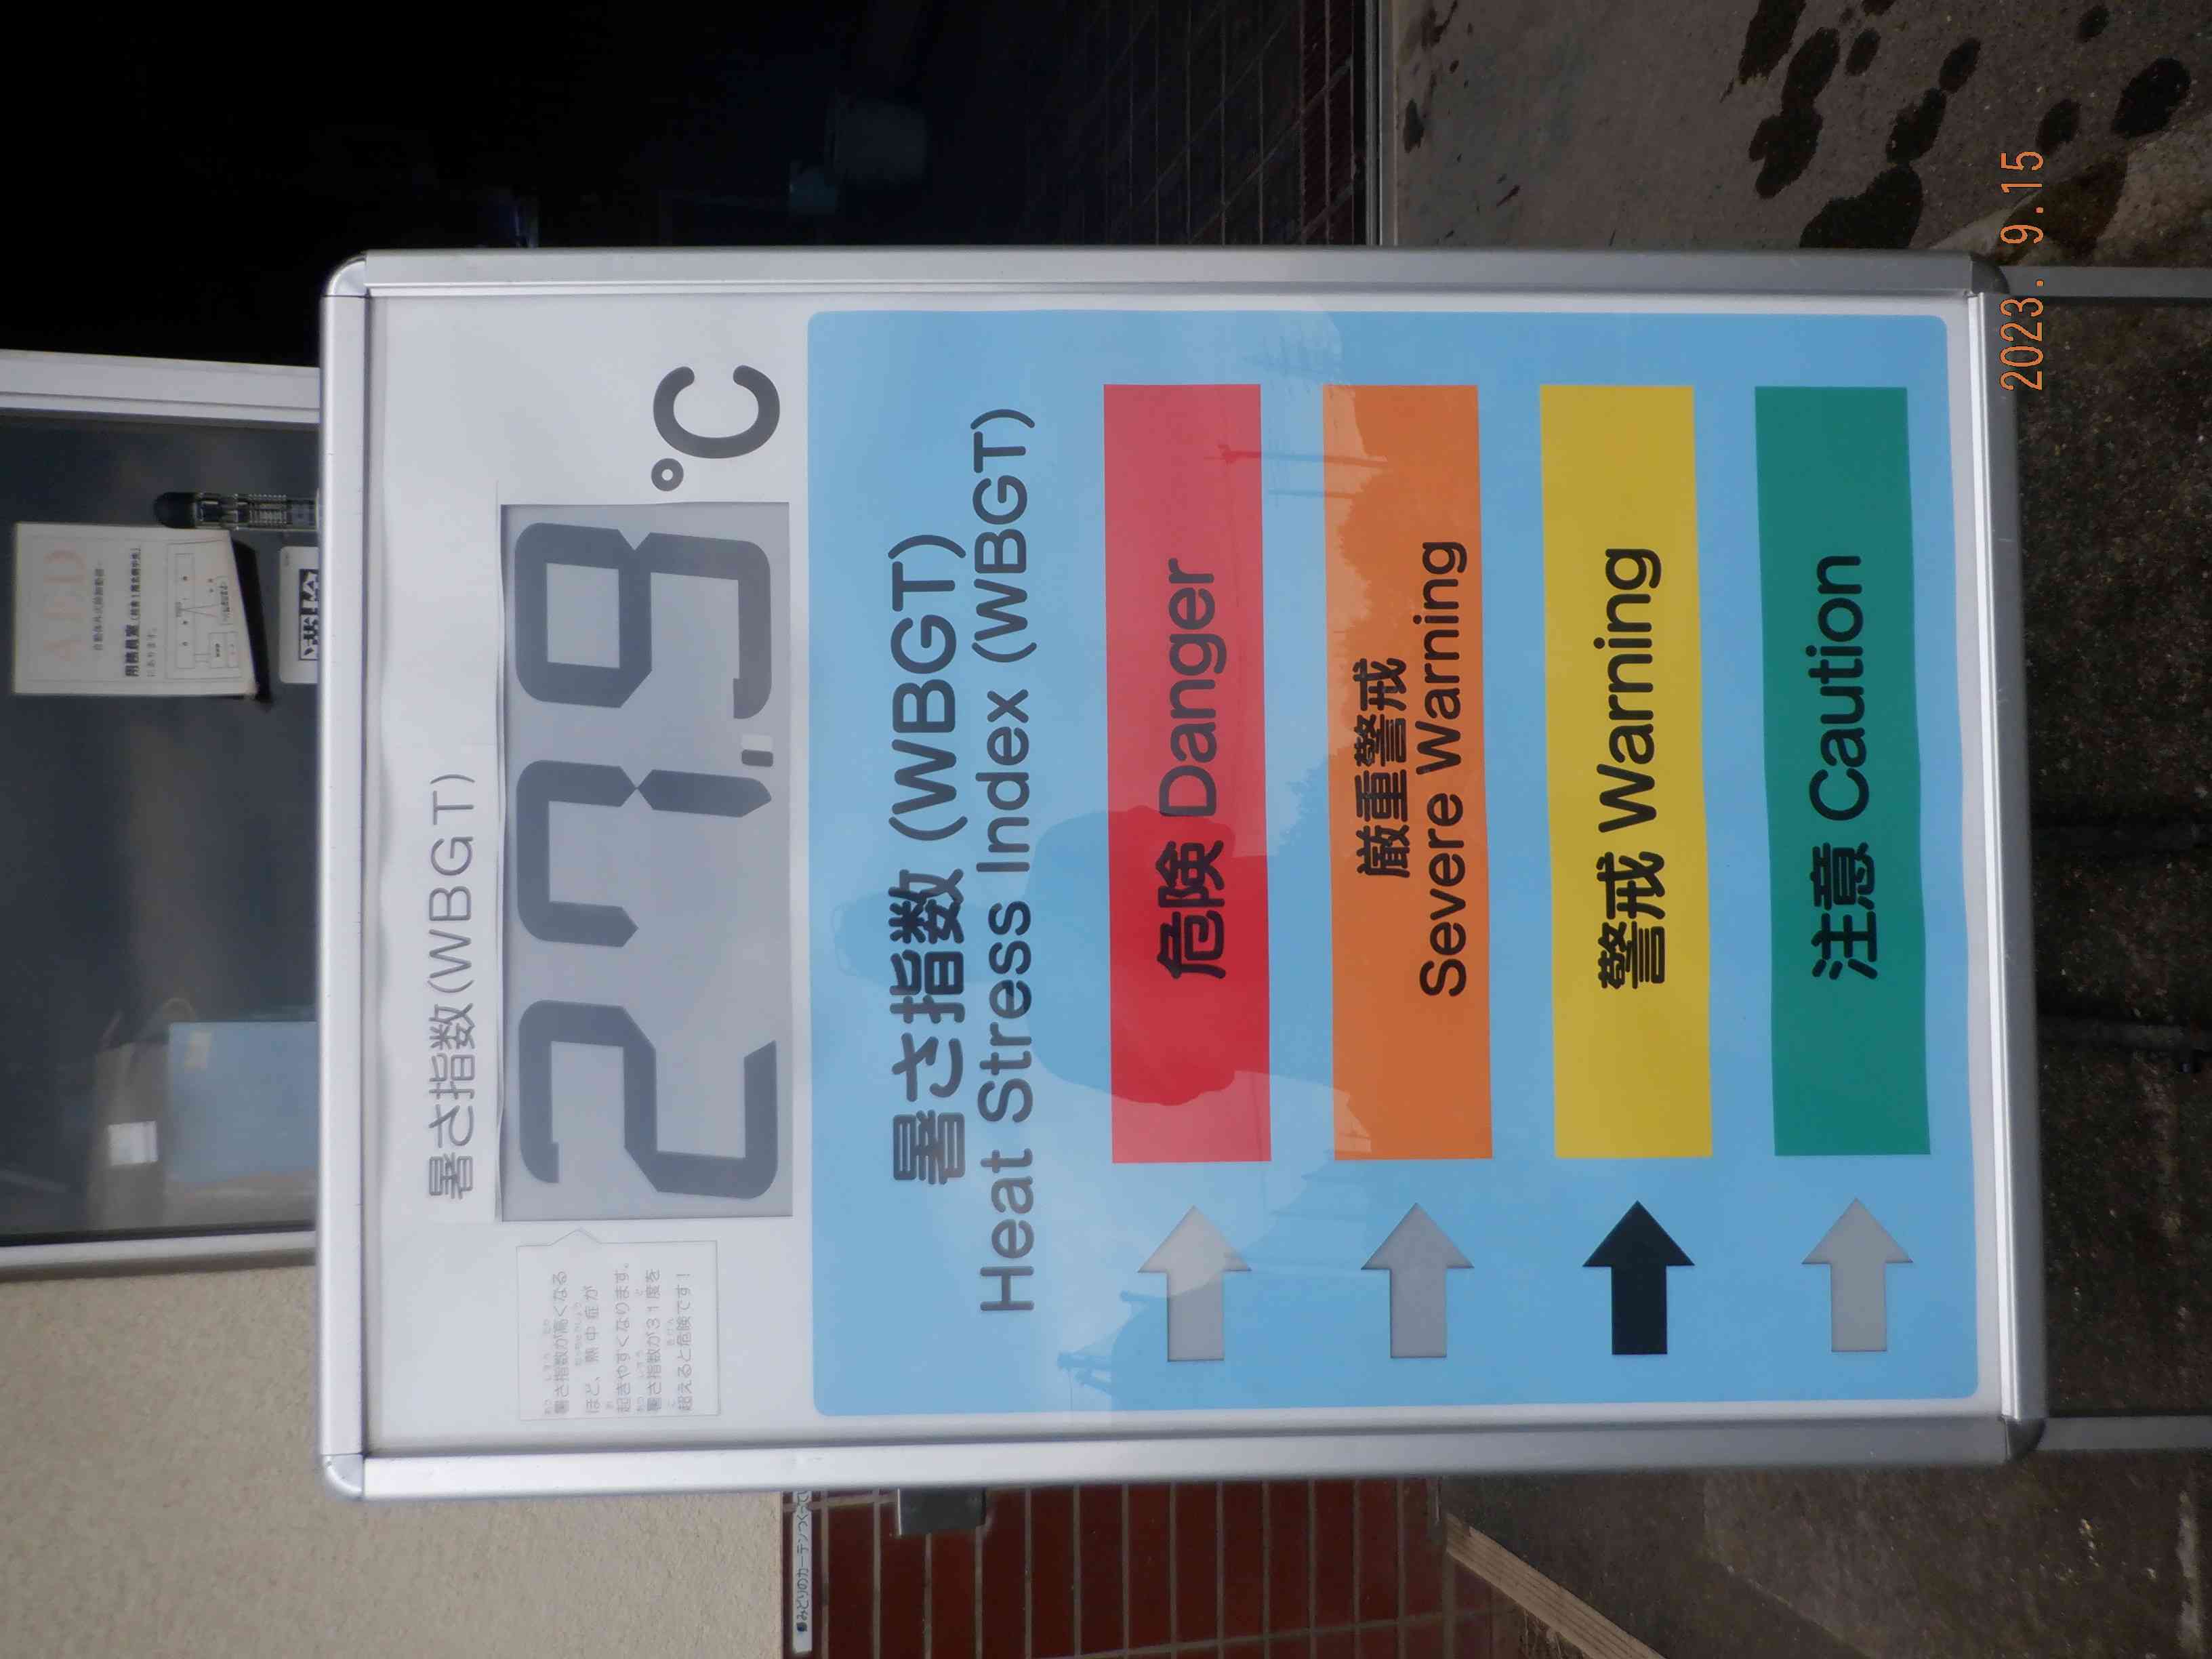 暑さ指数(WBGT)
27.9
℃
暑さ指数が高くなる
ほど、熱中症が
起きやすくなります。
暑さ指数が31度を
超えると危険です!
暑さ指数 (WBGT)
Heat Stress Index (WBGT)
危険 Danger
厳重警戒
Severe Warning
警戒 Warning
注意 Caution
AED
2023. 9.15